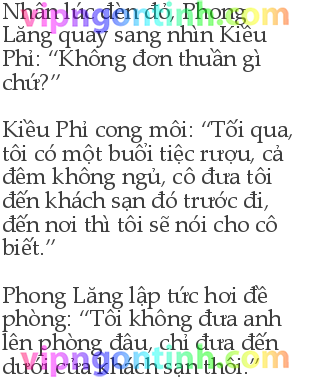 Nhân lúc đèn đỏ, Phong
Lăng quay sang nhìn Kiều
Phỉ: “Không đơn thuần gì
chứ?”
Kiều Phỉ cong môi: “Tối qua,
tôi có một buổi tiệc rượu, cả
đêm không ngủ, cô đưa tôi
đến khách sạn đó trước đi,
đến nơi thì tôi sẽ nói cho cô
biết.”
Phong Lăng lập tức hơi đề
phòng: “Tôi không đưa anh
lên phòng đâu, chỉ đưa đến
dưới cửa khách sạn thôi.”
vipngontinh.com
vipngontinh.com